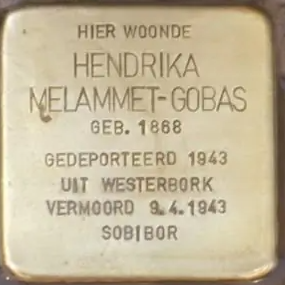 HIER WOONDE
HENDRIKA
MELAMMET-GOBAS
GEB. 1868
GEDEPORTEERD 1943
UIT WESTERBORK
VERMOORD 9.4.1943
SOBIBOR